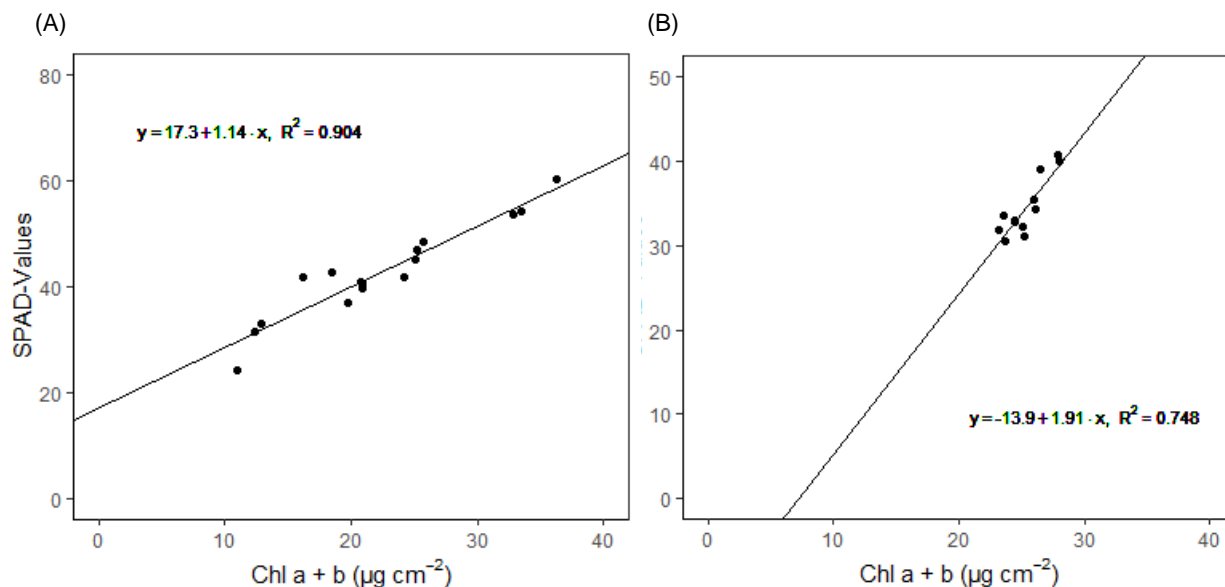 (A)
(B)
y = 17.3 + 1.14 · x, R² = 0.904
SPAD-Values
80
60
40
20
0
0 10 20 30 40
Chl a + b (µg cm⁻²)
50
40
30
20
10
0
y = -13.9 + 1.91 · x, R² = 0.748
0 10 20 30 40
Chl a + b (µg cm⁻²)